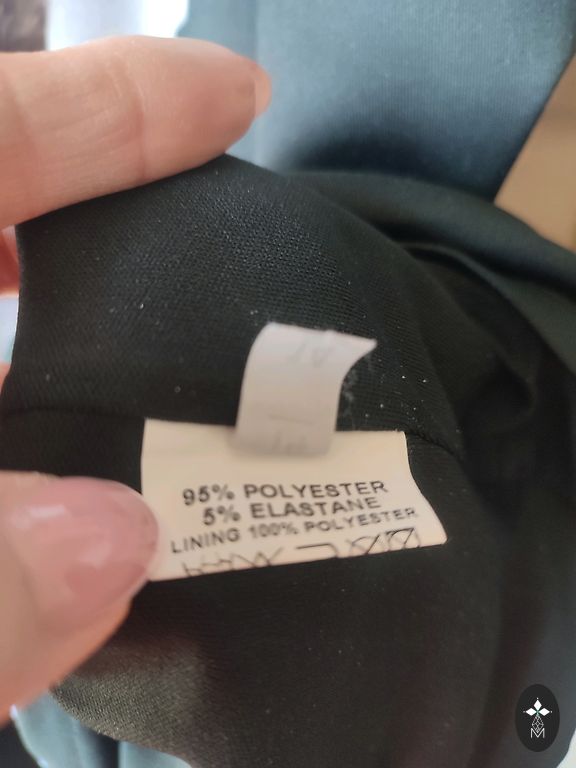 95% POLYESTER
5% ELASTANE
LINING 100% POLYESTER
M